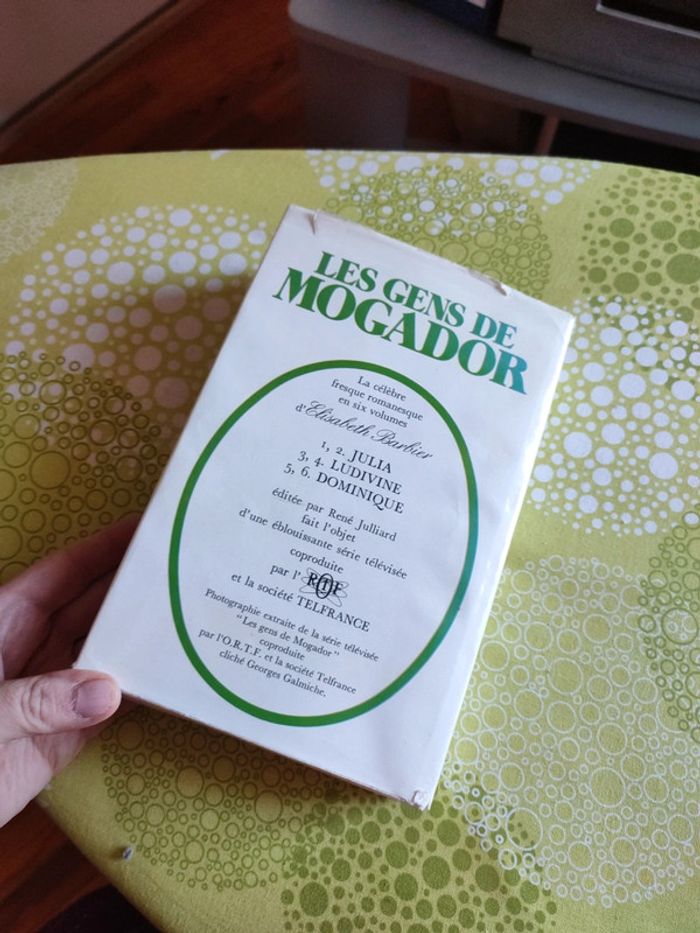 LES GENS DE
MOGADOR
La célèbre
fresque romanesque
en six volumes
d'Elisabeth Barbier
1, 2. JULIA
3, 4. LUDIVINE
5, 6. DOMINIQUE
éditée par René Julliard
fait l'objet
d'une éblouissante série télévisée
coproduite
par l'ORTF
et la société TELFRANCE
Photographie extraite de la série télévisée
"Les gens de Mogador"
coproduite
par l'O.R.T.F. et la société Telfrance
cliché Georges Galmiche.